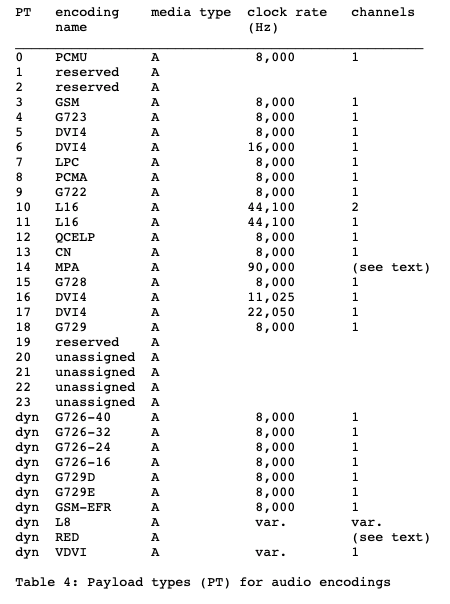 PT encoding name media type clock rate (Hz) channels
0 PCMU A 8,000 1
1 reserved A
2 reserved A
3 GSM A 8,000 1
4 G723 A 8,000 1
5 DVI4 A 8,000 1
6 DVI4 A 16,000 1
7 LPC A 8,000 1
8 PCMA A 8,000 1
9 G722 A 8,000 1
10 L16 A 44,100 2
11 L16 A 44,100 1
12 QCELP A 8,000 1
13 CN A 8,000 1
14 MPA A 90,000 (see text)
15 G728 A 8,000 1
16 DVI4 A 11,025 1
17 DVI4 A 22,050 1
18 G729 A 8,000 1
19 reserved A
20 unassigned A
21 unassigned A
22 unassigned A
23 unassigned A
dyn G726-40 A 8,000 1
dyn G726-32 A 8,000 1
dyn G726-24 A 8,000 1
dyn G726-16 A 8,000 1
dyn G729D A 8,000 1
dyn G729E A 8,000 1
dyn GSM-EFR A 8,000 1
dyn L8 A var. var.
dyn RED A (see text)
dyn VDVI A var. 1
Table 4: Payload types (PT) for audio encodings